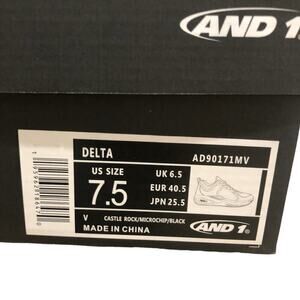 AND 1
DELTA
AD90171MV
US SIZE
7.5
UK 6.5
EUR 40.5
JPN 25.5
V CASTLE ROCK/MICROCHIP/BLACK
MADE IN CHINA
AND 1®